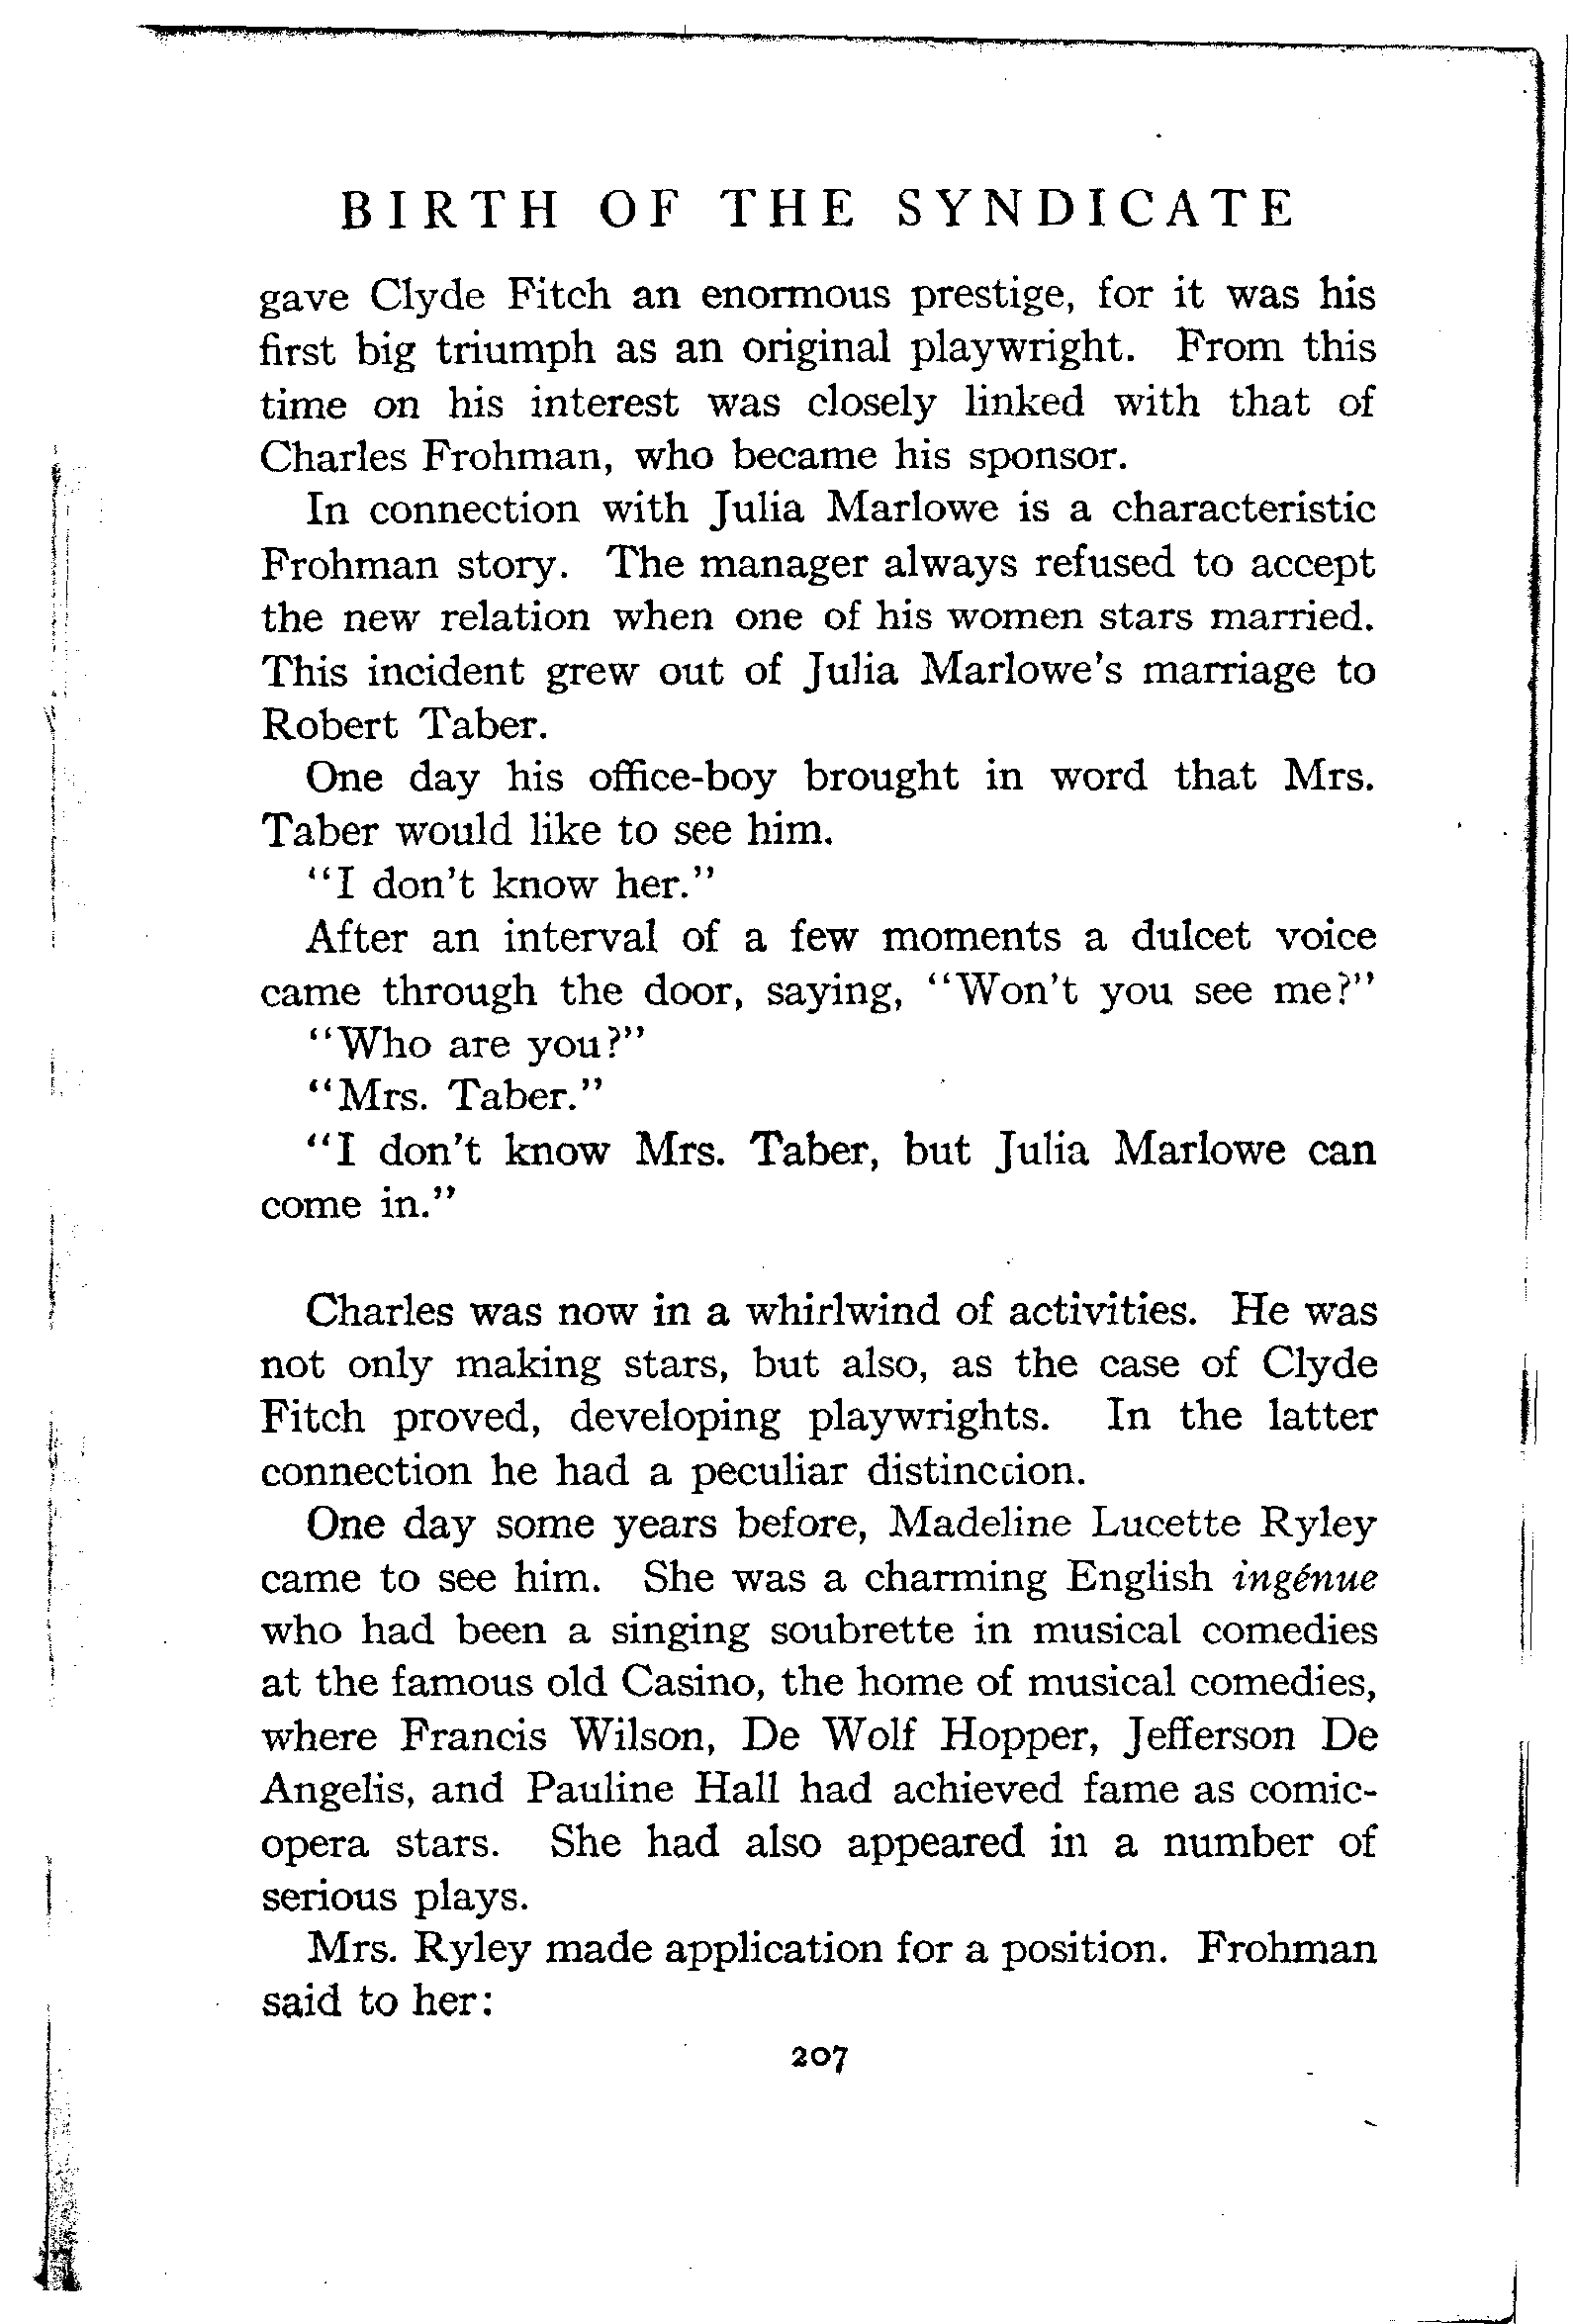 BIRTH OF THE SYNDICATE
gave Clyde Fitch an enormous prestige, for it was his
first big triumph as an original playwright. From this
time on his interest was closely linked with that of
Charles Frohman, who became his sponsor.
In connection with Julia Marlowe is a characteristic
Frohman story. The manager always refused to accept
the new relation when one of his women stars married.
This incident grew out of Julia Marlowe's marriage to
Robert Taber.
One day his office-boy brought in word that Mrs.
Taber would like to see him.
"I don't know her."
After an interval of a few moments a dulcet voice
came through the door, saying, "Won't you see me?"
"Who are you?"
"Mrs. Taber."
"I don't know Mrs. Taber, but Julia Marlowe can
come in."
Charles was now in a whirlwind of activities. He was
not only making stars, but also, as the case of Clyde
Fitch proved, developing playwrights. In the latter
connection he had a peculiar distinction.
One day some years before, Madeline Lucette Ryley
came to see him. She was a charming English ingénue
who had been a singing soubrette in musical comedies
at the famous old Casino, the home of musical comedies,
where Francis Wilson, De Wolf Hopper, Jefferson De
Angelis, and Pauline Hall had achieved fame as comic-
opera stars. She had also appeared in a number of
serious plays.
Mrs. Ryley made application for a position. Frohman
said to her:
207